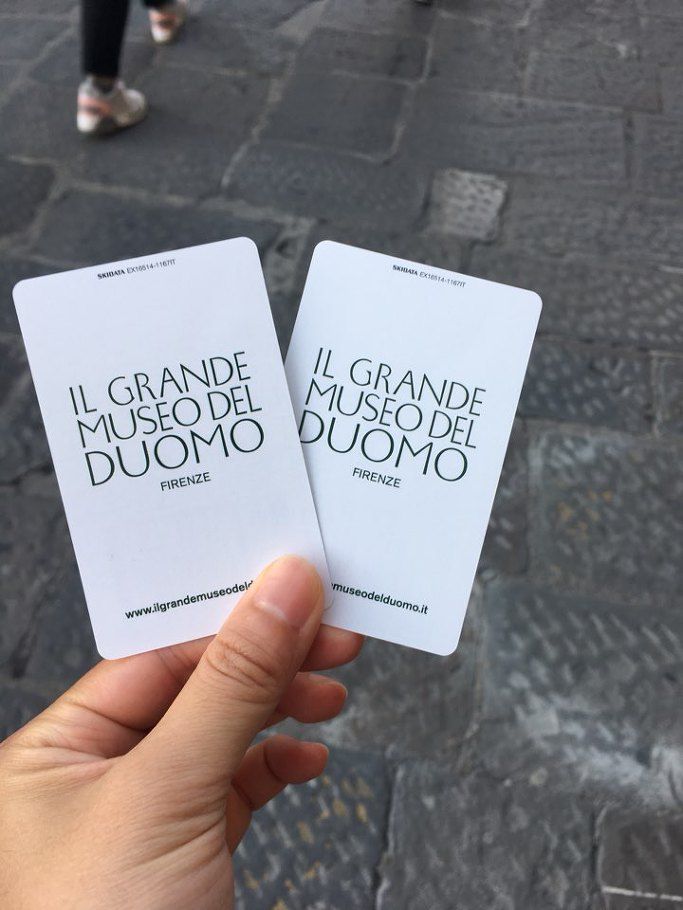 SKIDATA EX16514-1167IT
IL GRANDE
MUSEO DEL
DUOMO
FIRENZE
www.ilgrandemuseodeld
SKIDATA EX16514-1167IT
IL GRANDE
MUSEO DEL
DUOMO
FIRENZE
museodelduomo.it